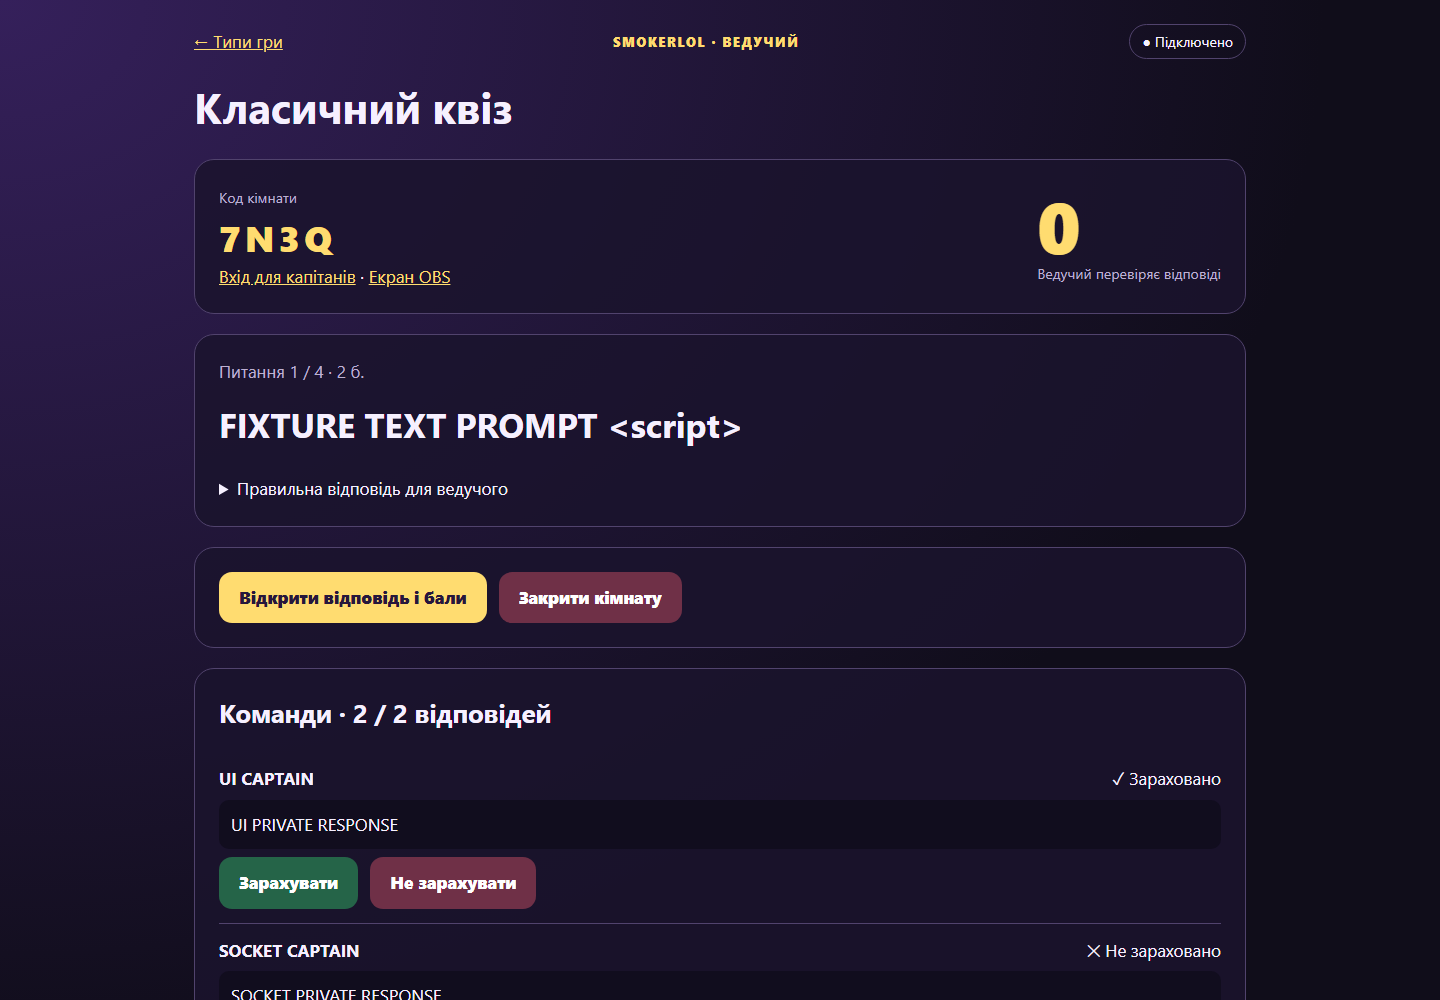 ← Типи гри
SMOKERLOL · ВЕДУЧИЙ
● Підключено
Класичний квіз
Код кімнати
7N3Q
Вхід для капітанів · Екран OBS
0
Ведучий перевіряє відповіді
Питання 1 / 4 · 2 б.
FIXTURE TEXT PROMPT <script>
▶ Правильна відповідь для ведучого
Відкрити відповідь і бали
Закрити кімнату
Команди · 2 / 2 відповідей
UI CAPTAIN
✓ Зараховано
UI PRIVATE RESPONSE
Зарахувати
Не зарахувати
SOCKET CAPTAIN
✕ Не зараховано
SOCKET PRIVATE RESPONSE